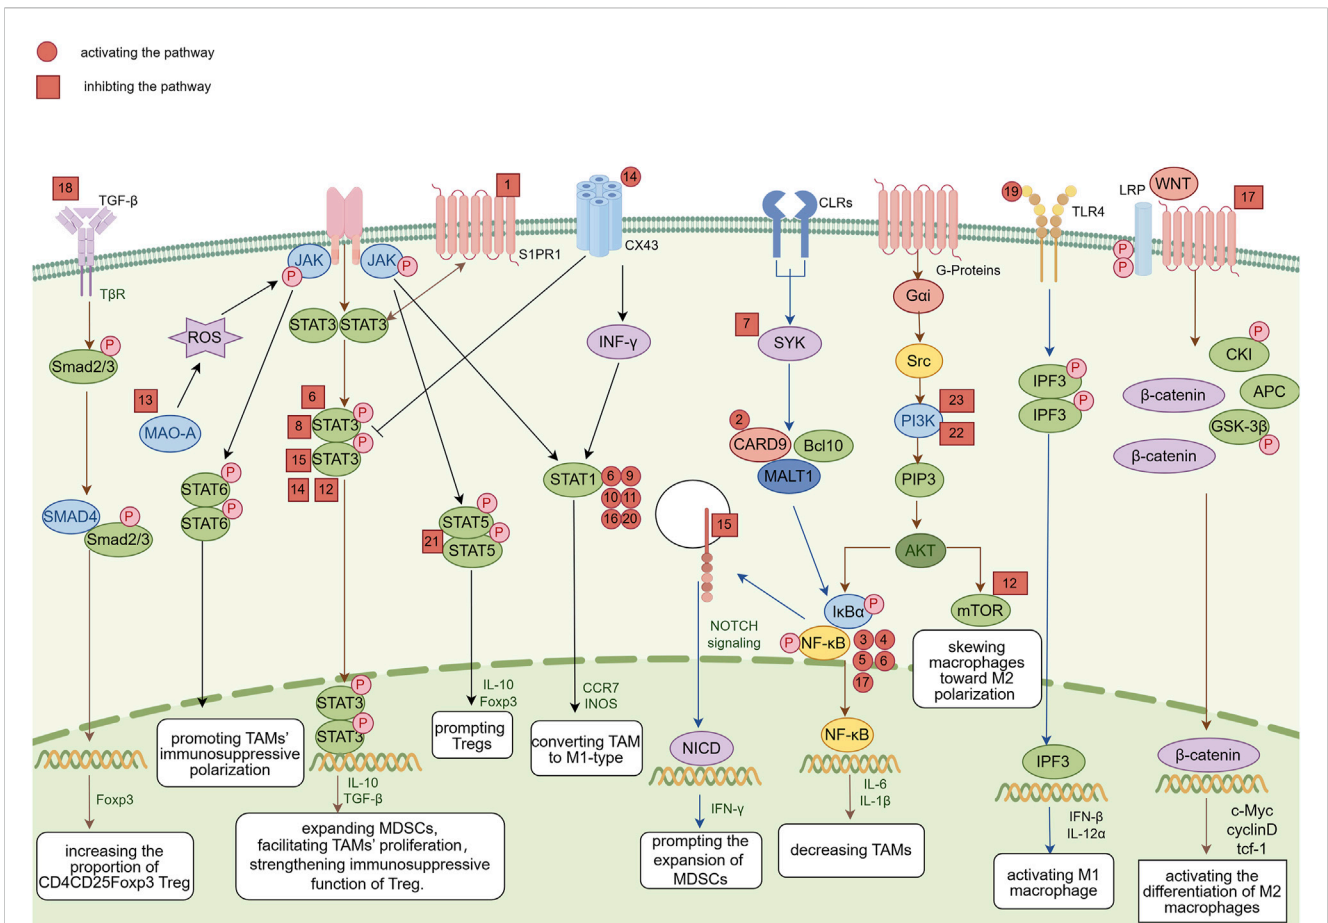 activating the pathway
inhibting the pathway
18
TGF-β
TβR
P
Smad2/3
SMAD4
P
Smad2/3
Foxp3
increasing the
proportion of
CD4CD25Foxp3 Treg
13
MAO-A
ROS
JAK
P
JAK
P
P
STAT6
P
STAT6
promoting TAMs'
immunosuppressive
polarization
STAT3
STAT3
6
8
15
14
12
P
STAT3
P
STAT3
P
STAT3
P
STAT3
IL-10
TGF-β
expanding MDSCs,
facilitating TAMs' proliferation,
strengthening immunosuppressive
function of Treg.
1
S1PR1
P
STAT5
P
21
STAT5
IL-10
Foxp3
prompting
Tregs
14
CX43
INF-γ
STAT1
6
9
10
11
16
20
CCR7
INOS
converting TAM
to M1-type
CLRs
7
SYK
2
CARD9
Bcl10
MALT1
15
NOTCH
signaling
NICD
IFN-γ
prompting the
expansion of
MDSCs
IκBα
P
P
NF-κB
3
4
5
6
17
NF-κB
IL-6
IL-1β
decreasing TAMs
G-Proteins
Gαi
Src
PI3K
23
22
PIP3
AKT
12
mTOR
skewing
macrophages
toward M2
polarization
19
TLR4
P
IPF3
P
IPF3
IPF3
IFN-β
IL-12α
activating M1
macrophage
LRP
WNT
17
P
P
P
CKI
β-catenin
APC
GSK-3β
P
β-catenin
β-catenin
c-Myc
cyclinD
tcf-1
activating the
differentiation of M2
macrophages